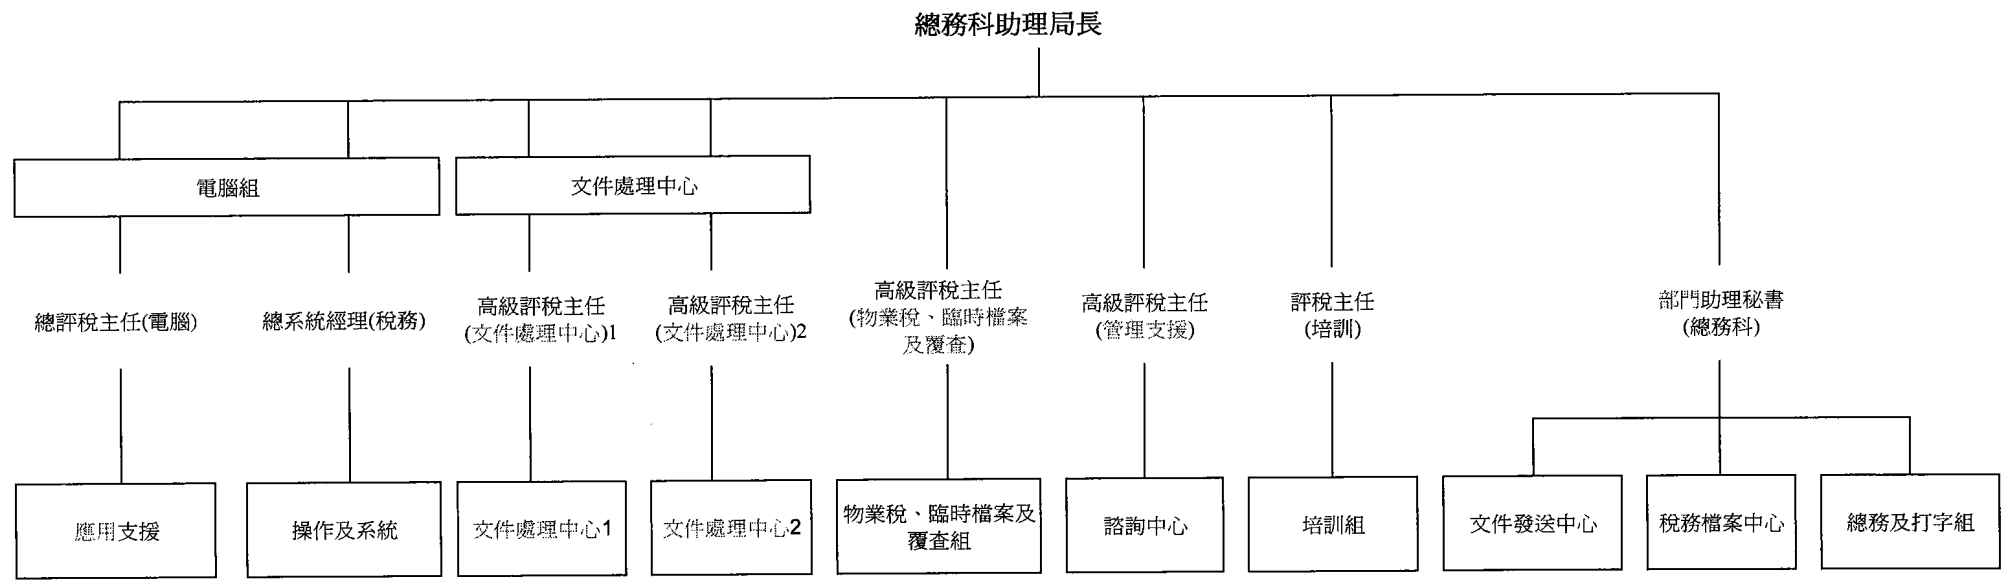 總務科助理局長
電腦組
文件處理中心
總評稅主任(電腦)
總系統經理(稅務)
高級評稅主任
(文件處理中心)1
高級評稅主任
(文件處理中心)2
高級評稅主任
(物業稅、臨時檔案
及覆查)
高級評稅主任
(管理支援)
評稅主任
(培訓)
部門助理秘書
(總務科)
應用支援
操作及系統
文件處理中心1
文件處理中心2
物業稅、臨時檔案及
覆查組
諮詢中心
培訓組
文件發送中心
稅務檔案中心
總務及打字組